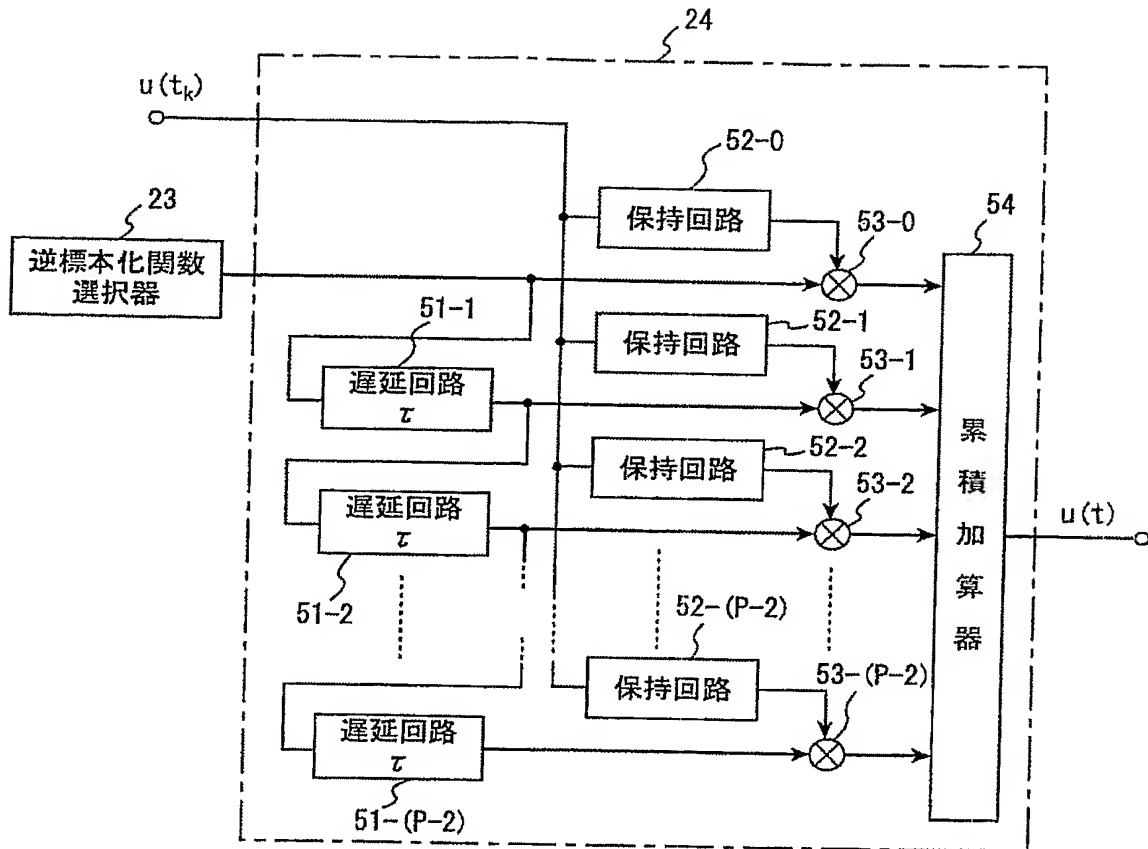 24
u(t_k)
52-0
保持回路
23
逆標本化関数
選択器
53-0
54
51-1
遅延回路
τ
52-1
保持回路
53-1
52-2
保持回路
53-2
遅延回路
τ
51-2
累積加算器
u(t)
52-(P-2)
保持回路
53-(P-2)
遅延回路
τ
51-(P-2)